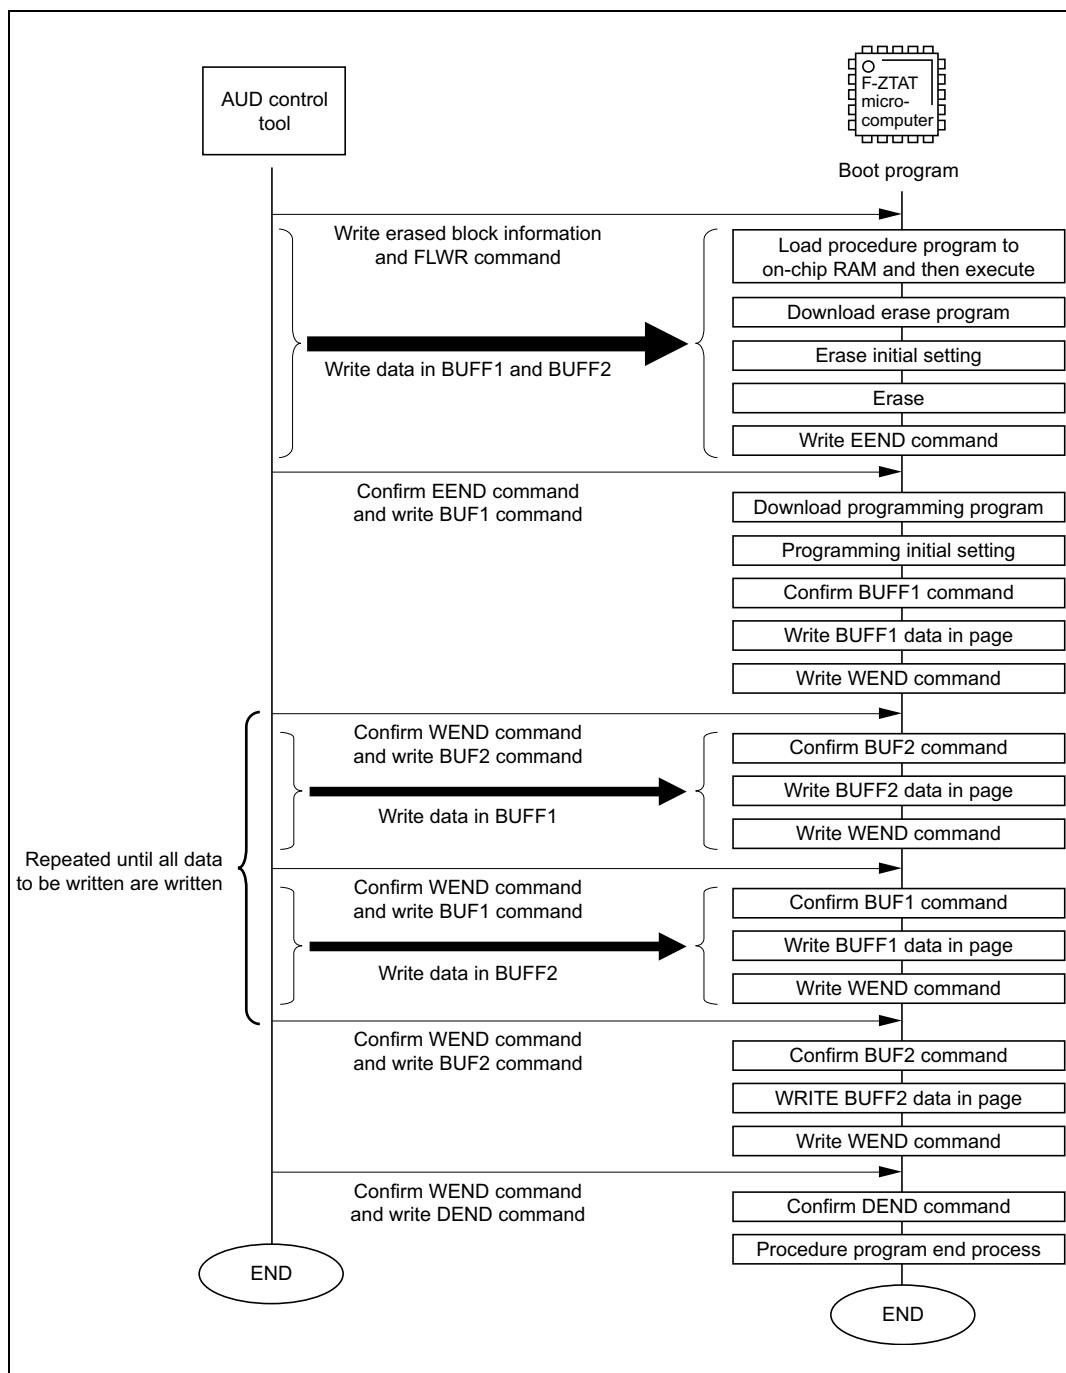 AUD control
tool
F-ZTAT
micro-
computer
Boot program
Write erased block information
and FLWR command
Load procedure program to
on-chip RAM and then execute
Download erase program
Write data in BUFF1 and BUFF2
Erase initial setting
Erase
Write EEND command
Confirm EEND command
and write BUF1 command
Download programming program
Programming initial setting
Confirm BUFF1 command
Write BUFF1 data in page
Write WEND command
Confirm WEND command
and write BUF2 command
Confirm BUF2 command
Write data in BUFF1
Write BUFF2 data in page
Write WEND command
Repeated until all data
to be written are written
Confirm WEND command
and write BUF1 command
Confirm BUF1 command
Write data in BUFF2
Write BUFF1 data in page
Write WEND command
Confirm WEND command
and write BUF2 command
Confirm BUF2 command
WRITE BUFF2 data in page
Write WEND command
Confirm WEND command
and write DEND command
Confirm DEND command
Procedure program end process
END
END